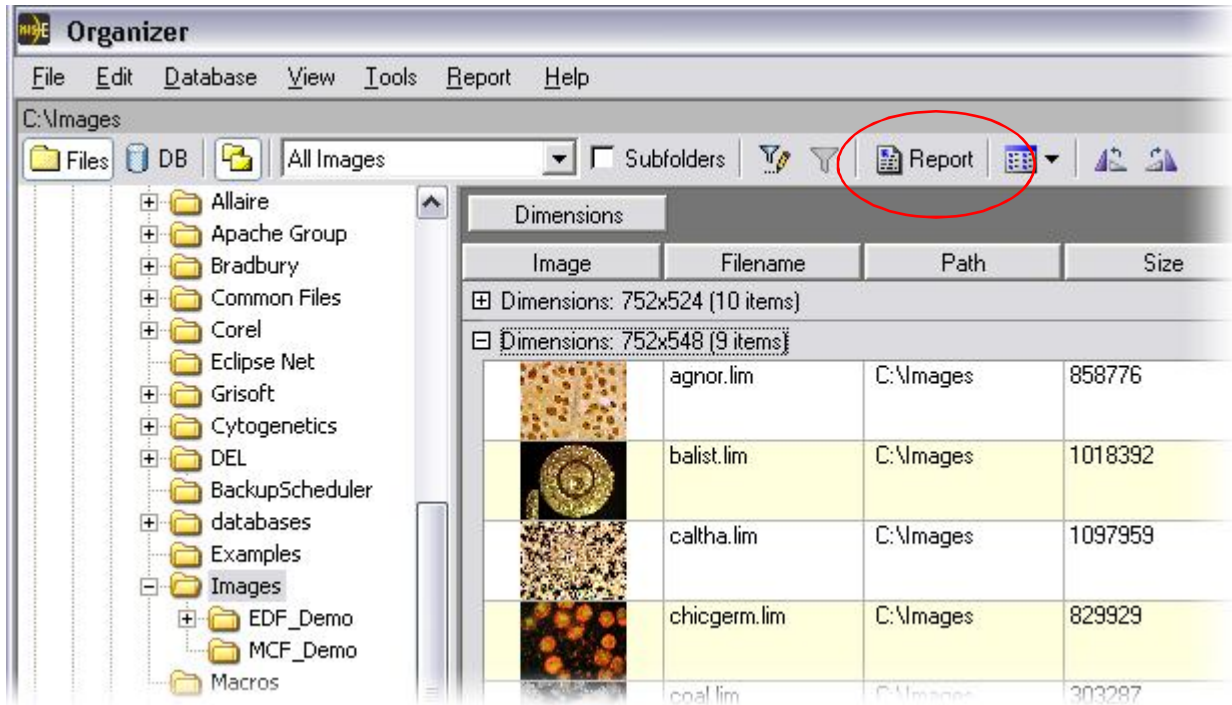 NIS-E Organizer
File Edit Database View Tools Report Help
C:\Images
Files DB All Images Subfolders Report
Allaire
Apache Group
Bradbury
Common Files
Corel
Eclipse Net
Grisoft
Cytogenetics
DEL
BackupScheduler
databases
Examples
Images
EDF_Demo
MCF_Demo
Macros
Dimensions
Image Filename Path Size
Dimensions: 752x524 (10 items)
Dimensions: 752x548 (9 items)
agnor.lim C:\Images 858776
balist.lim C:\Images 1018392
caltha.lim C:\Images 1097959
chicgerm.lim C:\Images 829929
coal.lim C:\Images 303287